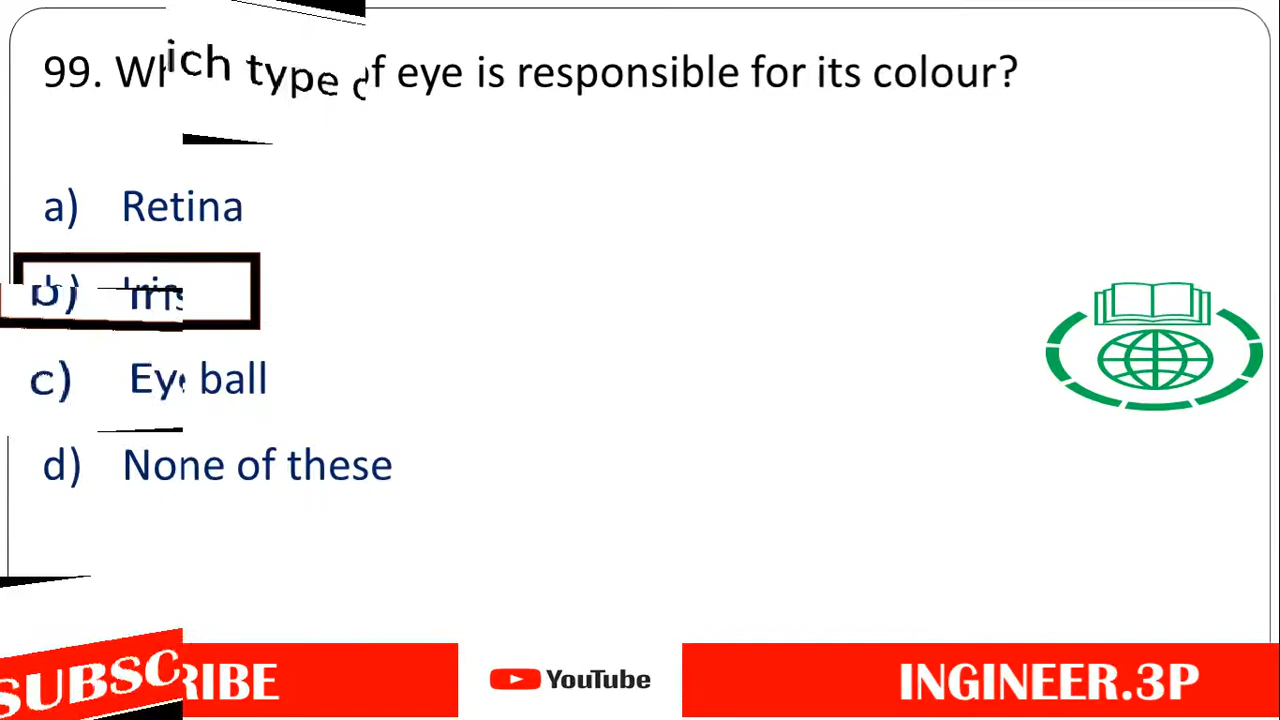 99. Which type of eye is responsible for its colour?
a) Retina
b) Iris
c) Eye ball
d) None of these
SUBSCRIBE
YouTube
INGINEER.3P